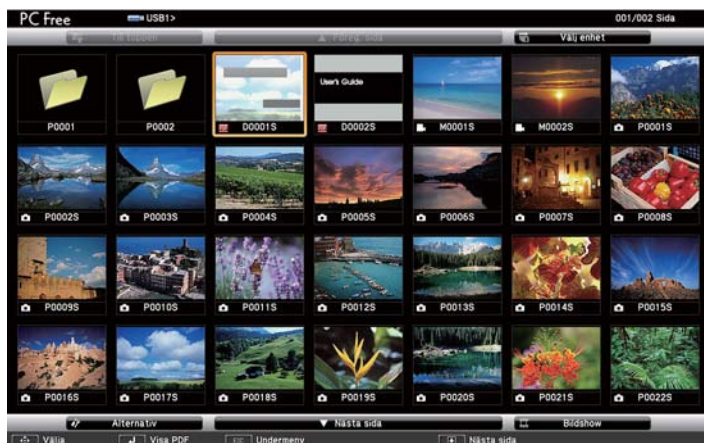 PC Free USB1> 001/002 Sida
Till toppen ▲ Föreg. sida Välj enhet
P0001 P0002 D0001S D0002S M0001S M0002S P0001S
User's Guide
P0002S P0003S P0004S P0005S P0006S P0007S P0008S
P0009S P0010S P0011S P0012S P0013S P0014S P0015S
P0016S P0017S P0018S P0019S P0020S P0021S P0022S
Alternativ ▼ Nästa sida Bildshow
Välja Visa PDF ESC Undermeny Nästa sida